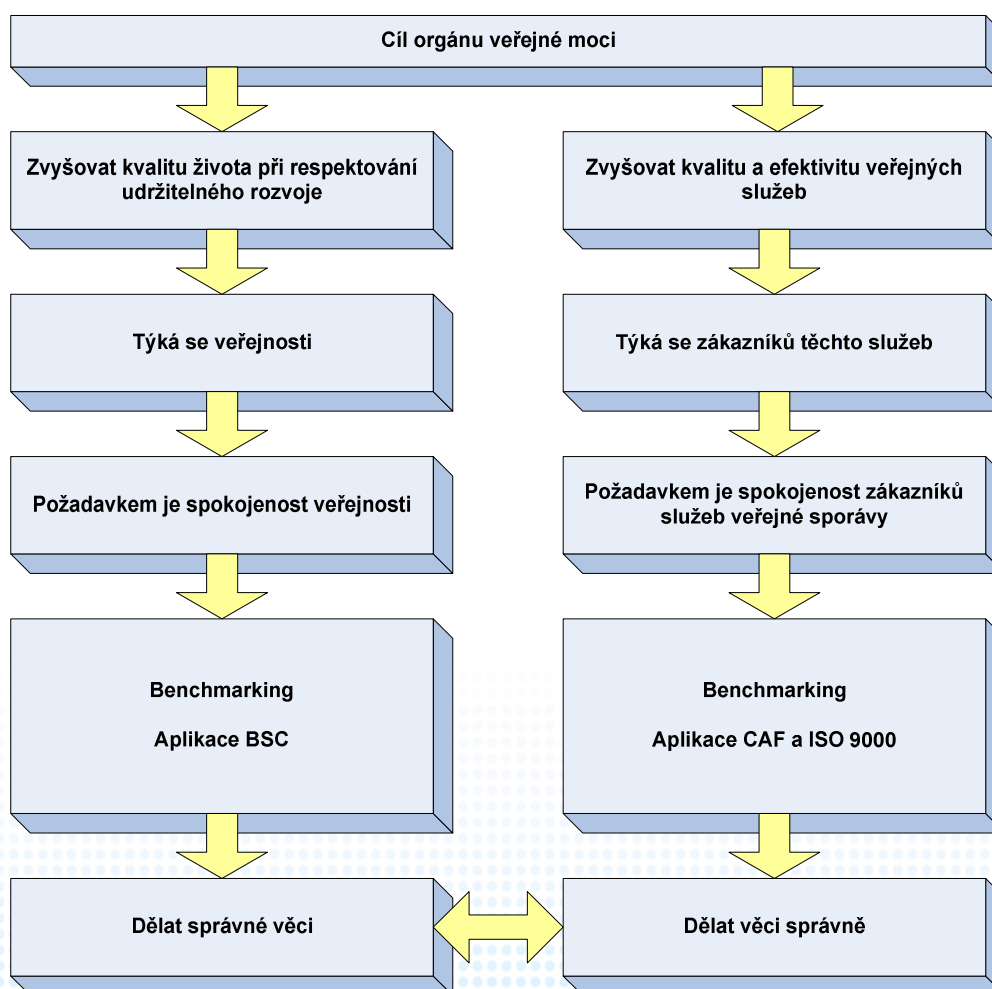 Cíl orgánu veřejné moci
Zvyšovat kvalitu života při respektování
udržitelného rozvoje
Zvyšovat kvalitu a efektivitu veřejných
služeb
Týká se veřejnosti
Týká se zákazníků těchto služeb
Požadavkem je spokojenost veřejnosti
Požadavkem je spokojenost zákazníků
služeb veřejné sporávy
Benchmarking
Aplikace BSC
Benchmarking
Aplikace CAF a ISO 9000
Dělat správné věci
Dělat věci správně